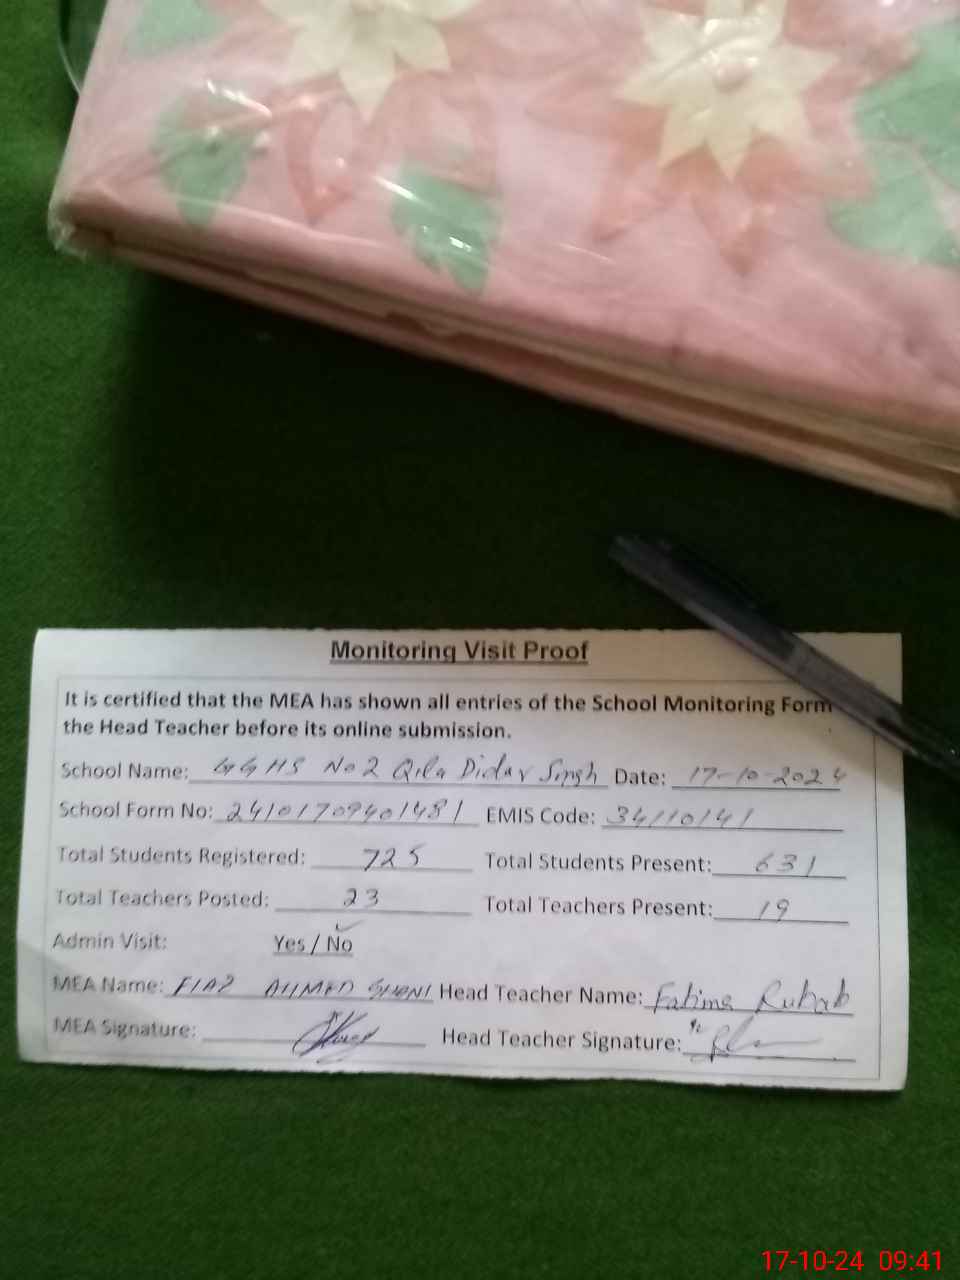 Monitoring Visit Proof
It is certified that the MEA has shown all entries of the School Monitoring Form
the Head Teacher before its online submission.
School Name: GGHS No 2 Qila Didar Singh Date: 17-10-2024
School Form No: 24101709401481 EMIS Code: 34110141
Total Students Registered: 725 Total Students Present: 631
Total Teachers Posted: 23 Total Teachers Present: 19
Admin Visit: Yes / No
MEA Name: FIAZ AHMED Head Teacher Name: Fatima Rubab
MEA Signature: Head Teacher Signature:
17-10-24 09:41